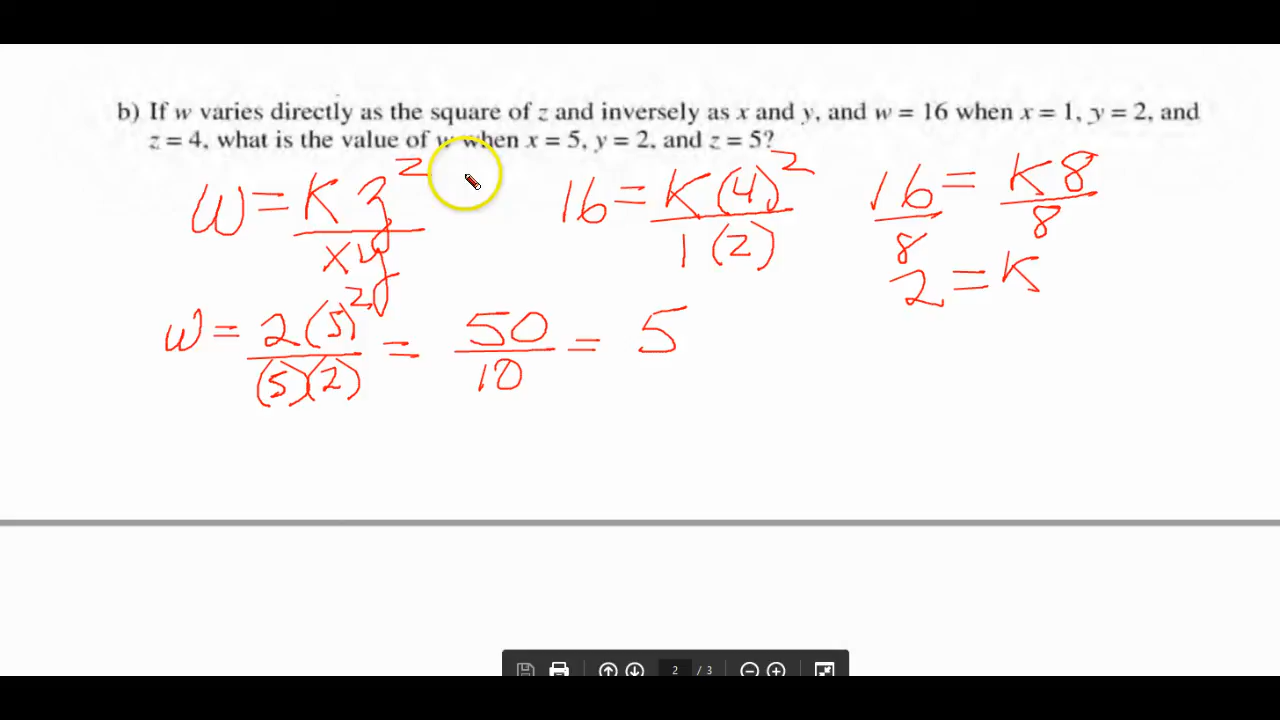 b) If w varies directly as the square of z and inversely as x and y, and w = 16 when x = 1, y = 2, and
z = 4, what is the value of w when x = 5, y = 2, and z = 5?
w = K z²/xy   16 = K(4)²/1(2)   16/8 = K8/8
2 = K
w = 2(5)²/(5)(2) = 50/10 = 5
2 / 3